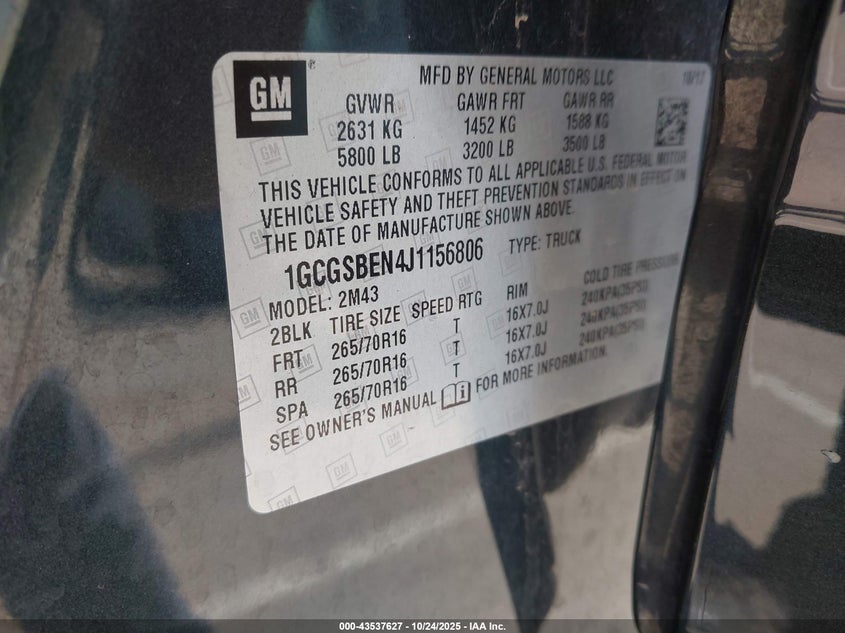 GM
®
MFD BY GENERAL MOTORS LLC 10/17
GVWR GAWR FRT GAWR RR
2631 KG 1452 KG 1588 KG
5800 LB 3200 LB 3500 LB
THIS VEHICLE CONFORMS TO ALL APPLICABLE U.S. FEDERAL MOTOR
VEHICLE SAFETY AND THEFT PREVENTION STANDARDS IN EFFECT ON
THE DATE OF MANUFACTURE SHOWN ABOVE.
1GCGSBEN4J1156806 TYPE: TRUCK
MODEL: 2M43
2BLK TIRE SIZE SPEED RTG RIM COLD TIRE PRESSURE
FRT 265/70R16 T 16X7.0J 240KPA(35PSI)
RR 265/70R16 T 16X7.0J 240KPA(35PSI)
SPA 265/70R16 T 16X7.0J 240KPA(35PSI)
SEE OWNER'S MANUAL FOR MORE INFORMATION.
000-43537627 - 10/24/2025 - IAA Inc.